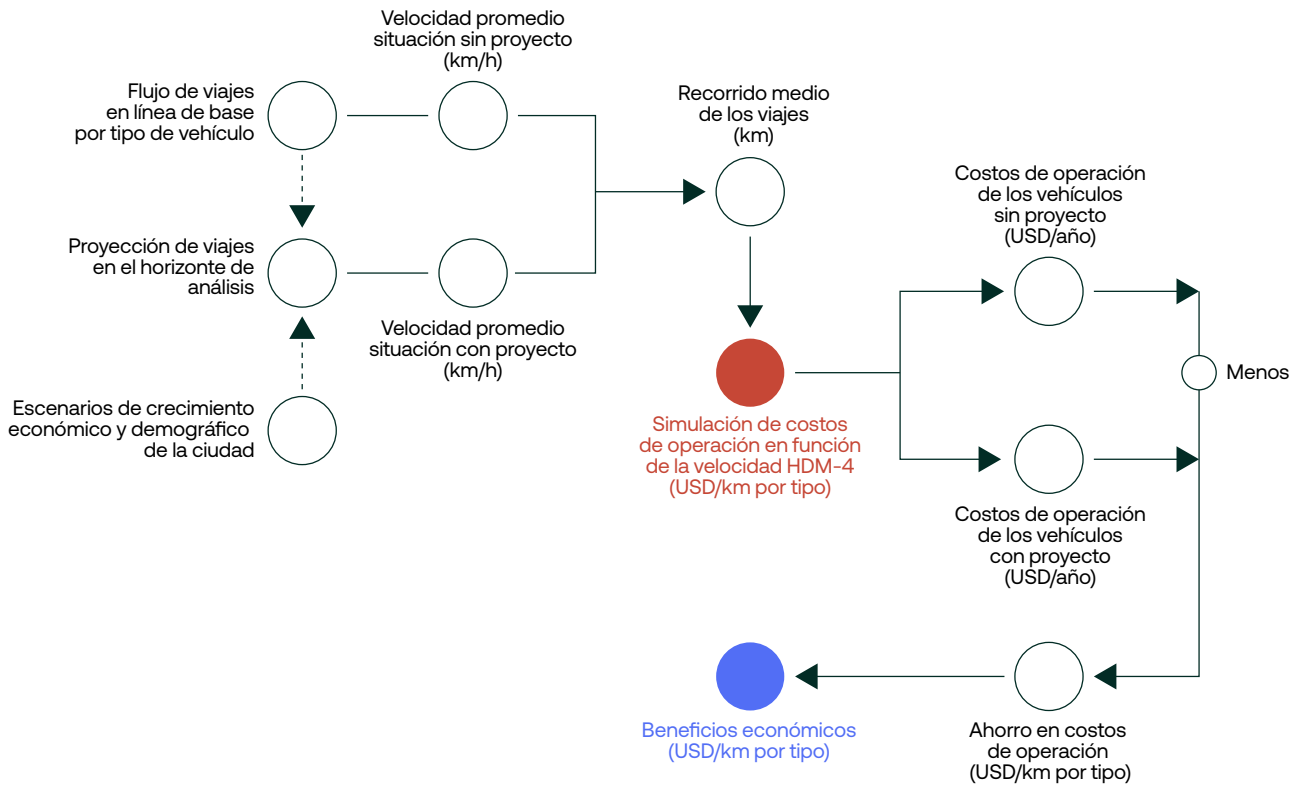 Velocidad promedio
situación sin proyecto
(km/h)
Flujo de viajes
en línea de base
por tipo de vehículo
Recorrido medio
de los viajes
(km)
Costos de operación
de los vehículos
sin proyecto
(USD/año)
Proyección de viajes
en el horizonte de
análisis
Velocidad promedio
situación con proyecto
(km/h)
Menos
Escenarios de crecimiento
económico y demográfico
de la ciudad
Simulación de costos
de operación en función
de la velocidad HDM-4
(USD/km por tipo)
Costos de operación
de los vehículos
con proyecto
(USD/año)
Beneficios económicos
(USD/km por tipo)
Ahorro en costos
de operación
(USD/km por tipo)